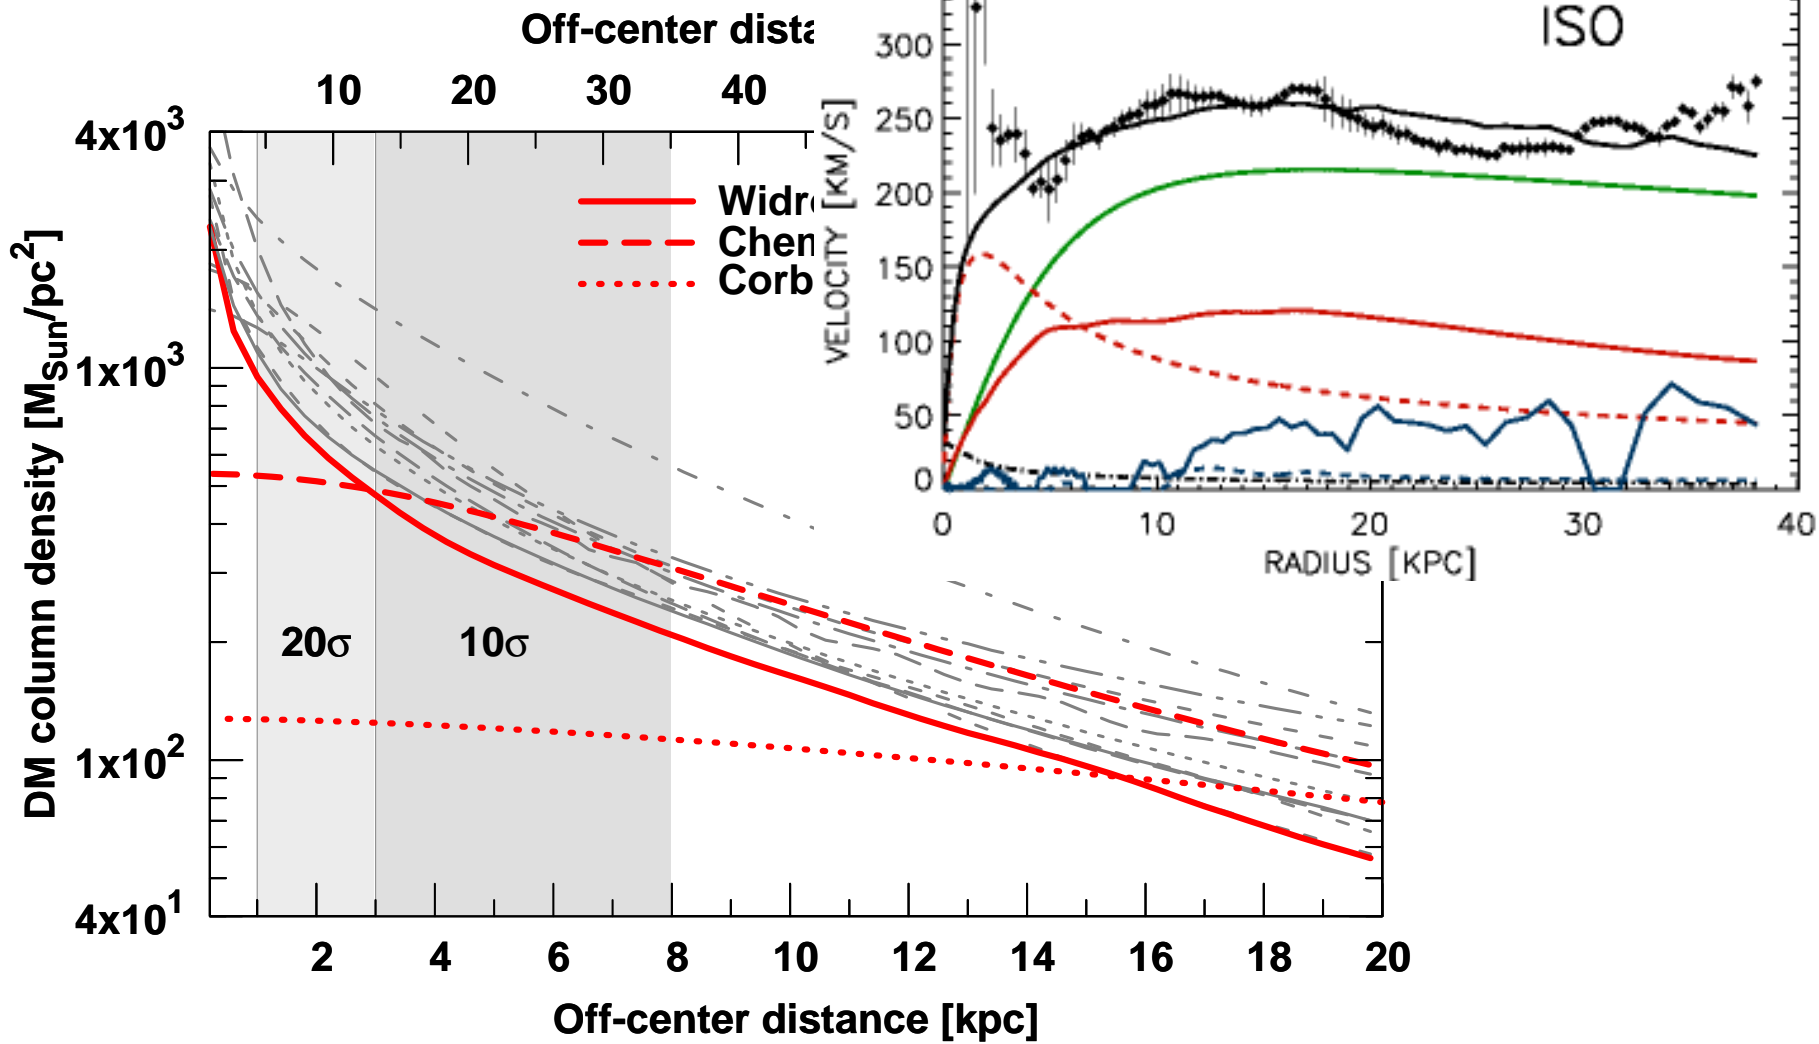 Off-center dista
10 20 30 40
4x10³
1x10³
1x10²
4x10¹
DM column density [M_Sun/pc²]
Widr
Chen
Corb
20σ 10σ
2 4 6 8 10 12 14 16 18 20
Off-center distance [kpc]
ISO
300
250
200
150
100
50
0
VELOCITY [KM/S]
0 10 20 30 40
RADIUS [KPC]